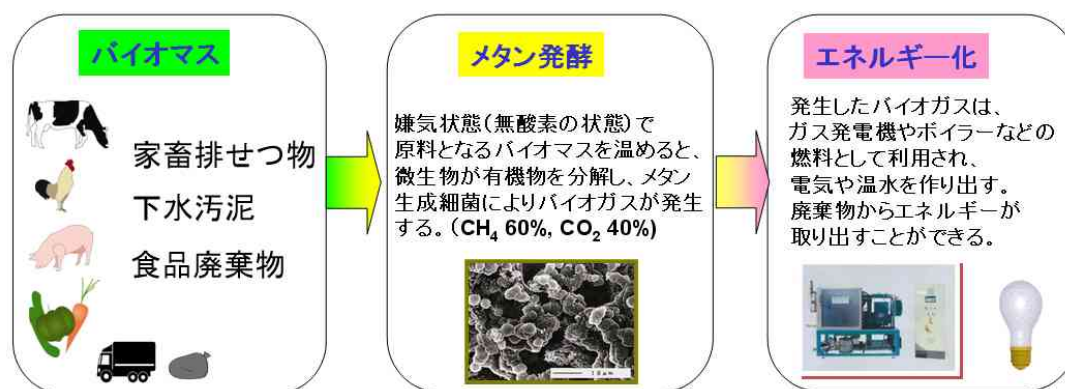 バイオマス
家畜排せつ物
下水汚泥
食品廃棄物
メタン発酵
嫌気状態(無酸素の状態)で
原料となるバイオマスを温めると、
微生物が有機物を分解し、メタン
生成細菌によりバイオガスが発生
する。(CH₄ 60%, CO₂ 40%)
エネルギー化
発生したバイオガスは、
ガス発電機やボイラーなどの
燃料として利用され、
電気や温水を作り出す。
廃棄物からエネルギーが
取り出すことができる。